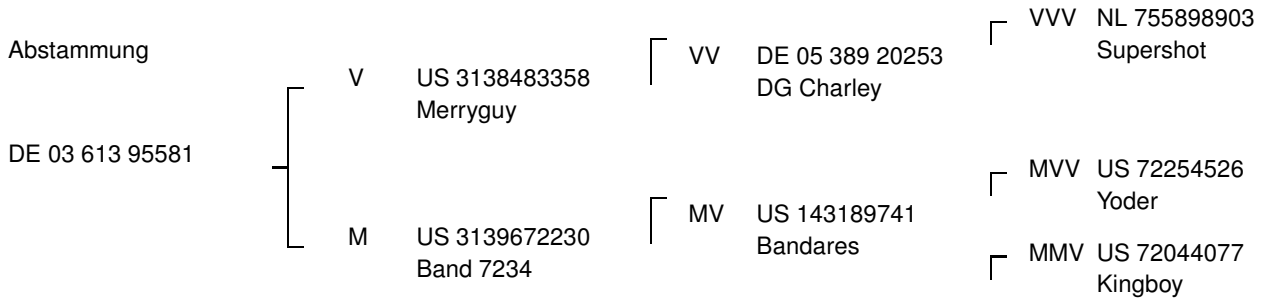 Abstammung
DE 03 613 95581
V US 3138483358
Merryguy
M US 3139672230
Band 7234
VV DE 05 389 20253
DG Charley
MV US 143189741
Bandares
VVV NL 755898903
Supershot
MVV US 72254526
Yoder
MMV US 72044077
Kingboy